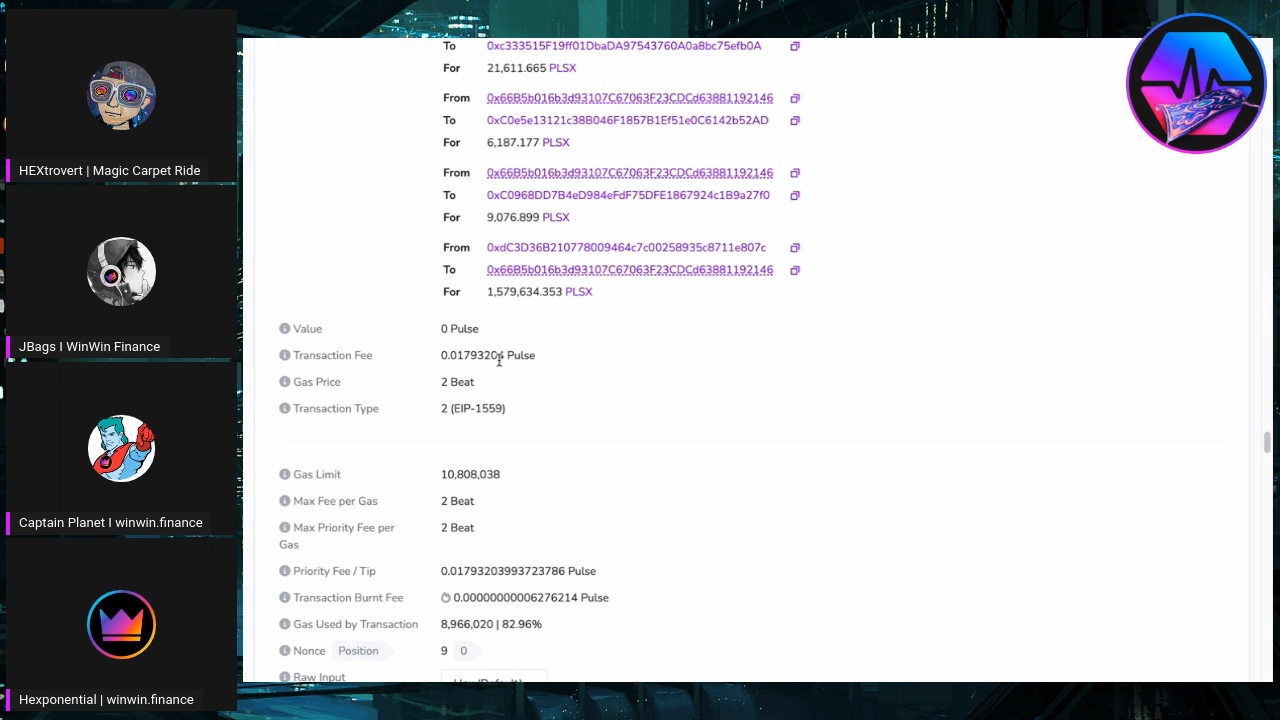 HEXtrovert | Magic Carpet Ride
JBags I WinWin Finance
Captain Planet I winwin.finance
Hexponential | winwin.finance
To 0xc333515F19ff01DbaDA97543760A0a8bc75efb0A
For 21,611.665 PLSX
From 0x66B5b016b3d93107C67063F23CDCd63881192146
To 0xC0e5e13121c38B046F1857B1Ef51e0C6142b52AD
For 6,187.177 PLSX
From 0x66B5b016b3d93107C67063F23CDCd63881192146
To 0xC0968DD7B4eD984eFdF75DFE1867924c1B9a27f0
For 9,076.899 PLSX
From 0xdC3D36B210778009464c7c00258935c8711e807c
To 0x66B5b016b3d93107C67063F23CDCd63881192146
For 1,579,634.353 PLSX
Value 0 Pulse
Transaction Fee 0.01793204 Pulse
Gas Price 2 Beat
Transaction Type 2 (EIP-1559)
Gas Limit 10,808,038
Max Fee per Gas 2 Beat
Max Priority Fee per
Gas 2 Beat
Priority Fee / Tip 0.01793203993723786 Pulse
Transaction Burnt Fee 0.00000000006276214 Pulse
Gas Used by Transaction 8,966,020 | 82.96%
Nonce Position 9 0
Raw Input